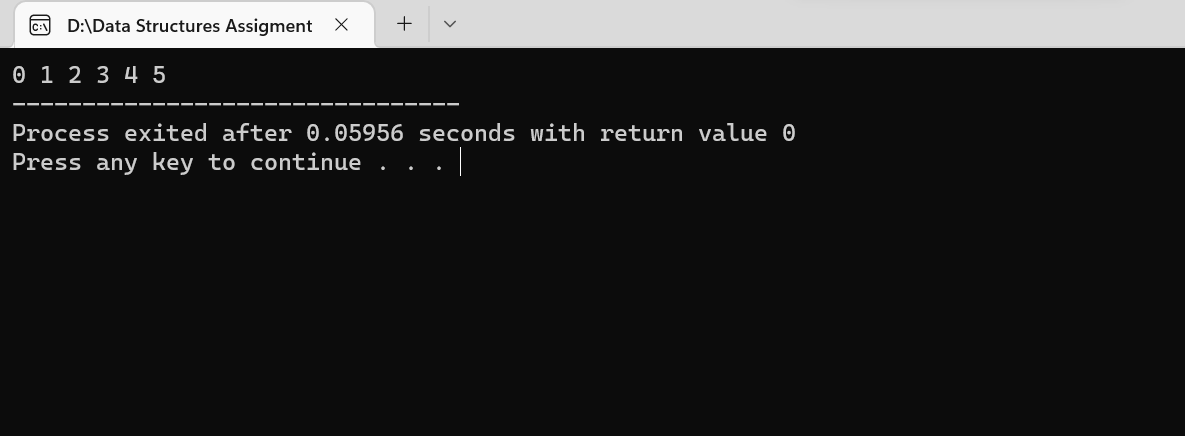 D:\Data Structures Assigment
0 1 2 3 4 5
--------------------------------
Process exited after 0.05956 seconds with return value 0
Press any key to continue . . .